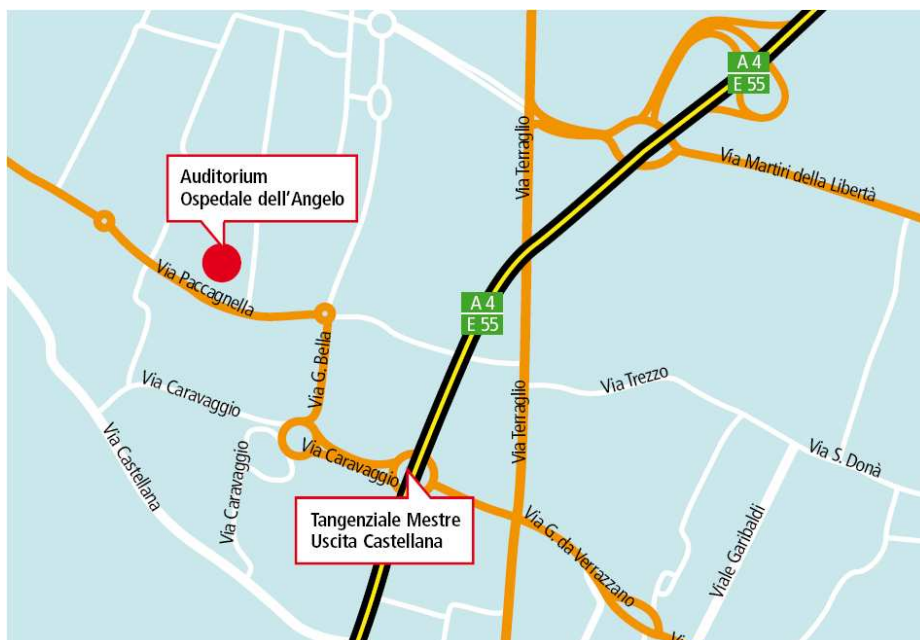 A 4
E 55
Via Terraglio
Via Martiri della Libertà
Auditorium
Ospedale dell'Angelo
Via Paccagnella
A 4
E 55
Via G. Bella
Via Trezzo
Via Caravaggio
Via Terraglio
Via Castellana
Via Caravaggio
Via Caravaggio
Via S. Donà
Tangenziale Mestre
Uscita Castellana
Via G. da Verrazzano
Viale Garibaldi